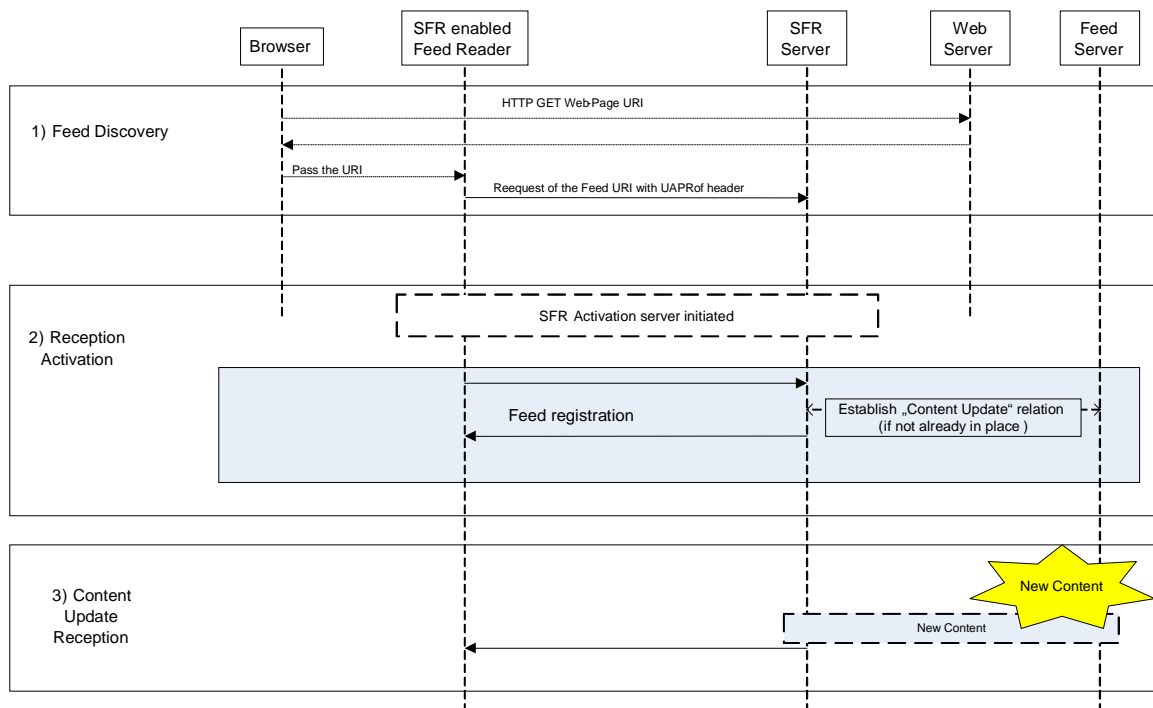 Browser
SFR enabled
Feed Reader
SFR
Server
Web
Server
Feed
Server
1) Feed Discovery
HTTP GET Web-Page URI
Pass the URI
Reequest of the Feed URI with UAPRof header
2) Reception
Activation
SFR Activation server initiated
Feed registration
Establish „Content Update“ relation
(if not already in place )
3) Content
Update
Reception
New Content
New Content